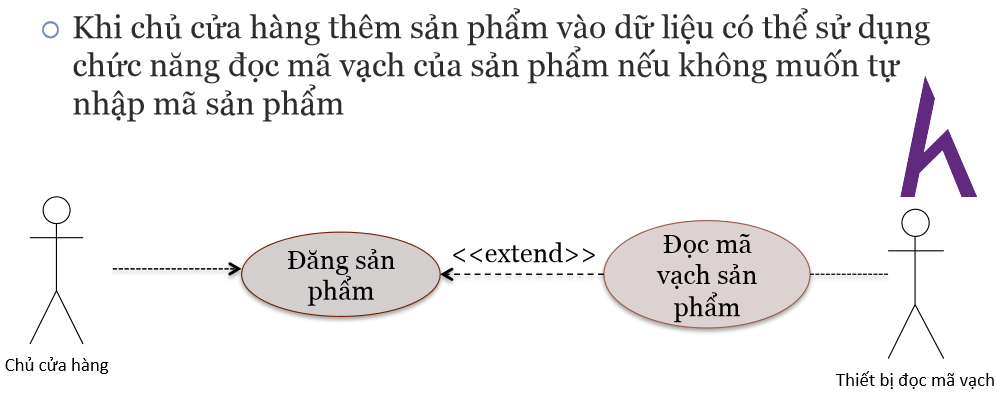 Khi chủ cửa hàng thêm sản phẩm vào dữ liệu có thể sử dụng
chức năng đọc mã vạch của sản phẩm nếu không muốn tự
nhập mã sản phẩm
Đăng sản
phẩm
<<extend>>
Đọc mã
vạch sản
phẩm
Chủ cửa hàng
Thiết bị đọc mã vạch